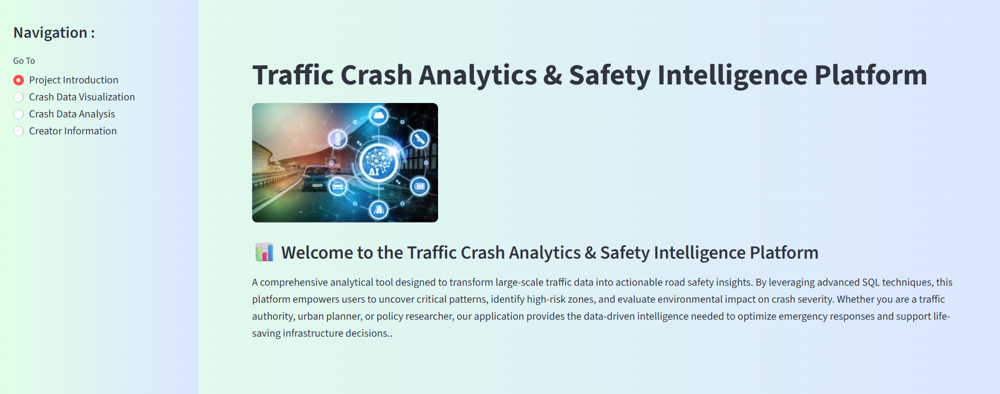 Navigation :
Go To
Project Introduction
Crash Data Visualization
Crash Data Analysis
Creator Information
Traffic Crash Analytics & Safety Intelligence Platform
AI
Welcome to the Traffic Crash Analytics & Safety Intelligence Platform
A comprehensive analytical tool designed to transform large-scale traffic data into actionable road safety insights. By leveraging advanced SQL techniques, this
platform empowers users to uncover critical patterns, identify high-risk zones, and evaluate environmental impact on crash severity. Whether you are a traffic
authority, urban planner, or policy researcher, our application provides the data-driven intelligence needed to optimize emergency responses and support life-
saving infrastructure decisions..